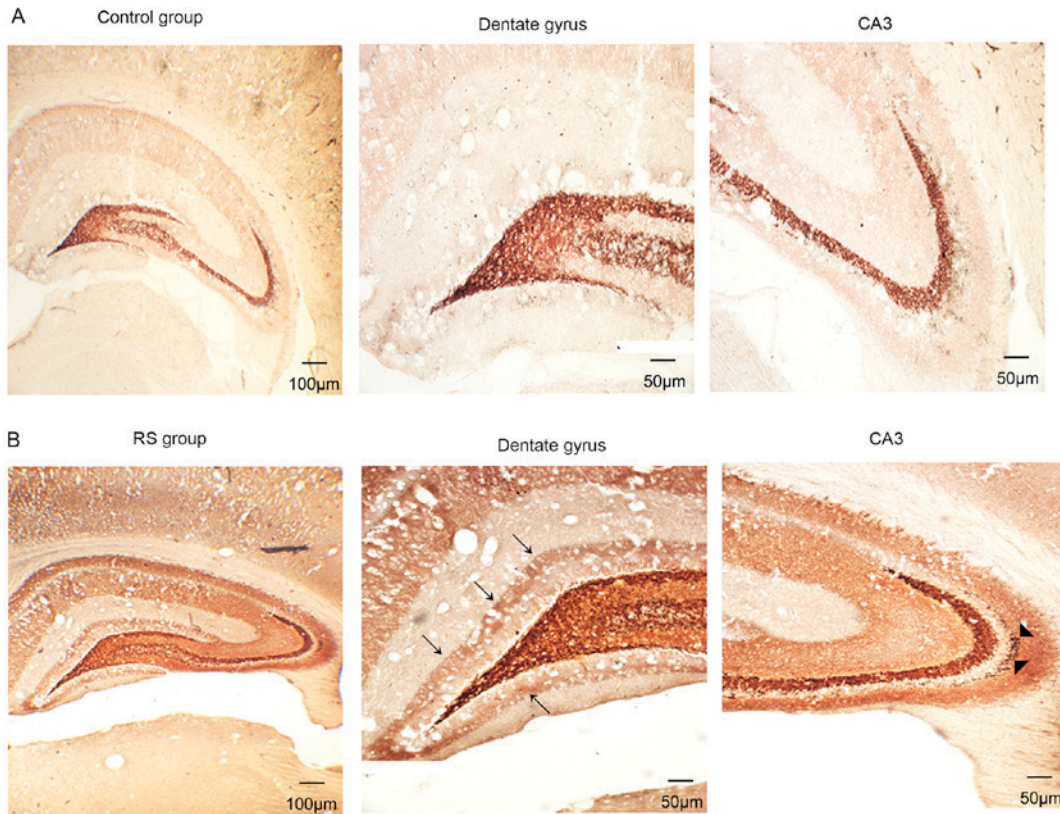 A
Control group
Dentate gyrus
CA3
100µm
50µm
50µm
B
RS group
Dentate gyrus
CA3
100µm
50µm
50µm